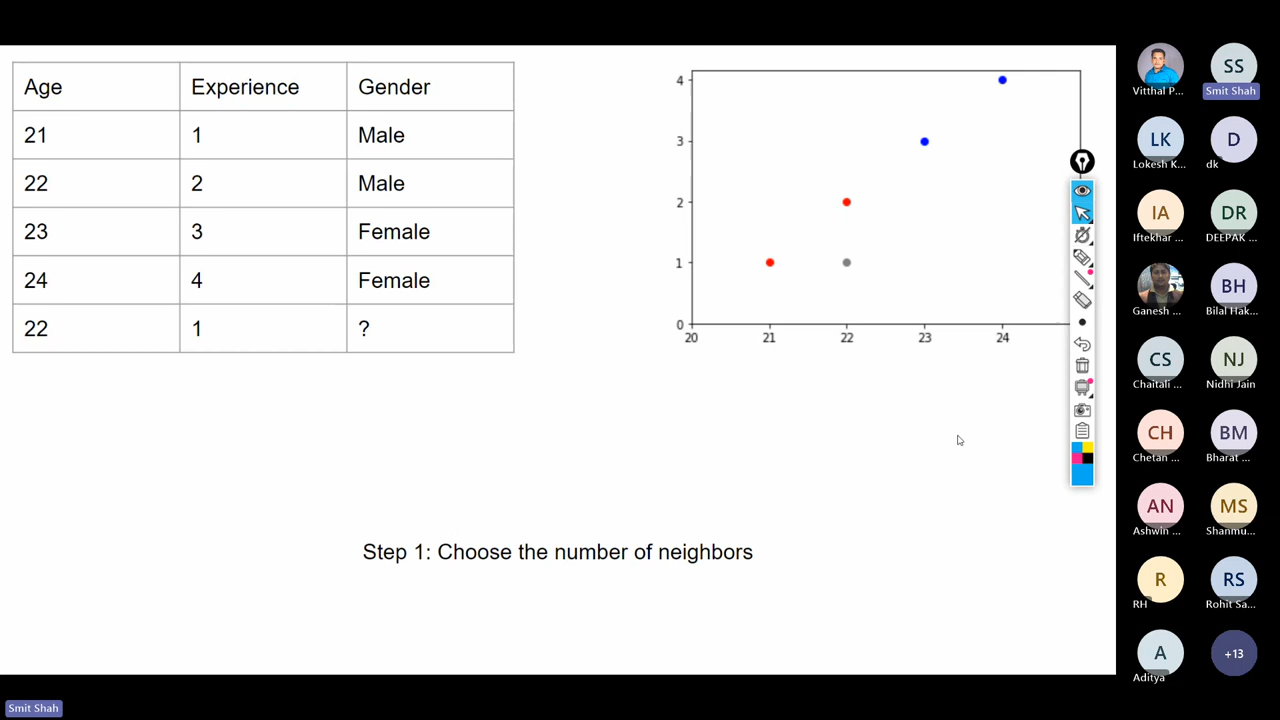 Age Experience Gender
21 1 Male
22 2 Male
23 3 Female
24 4 Female
22 1 ?
4
3
2
1
0
20 21 22 23 24
Step 1: Choose the number of neighbors
Vitthal P... SS Smit Shah
LK Lokesh K... D dk
IA Iftekhar ... DR DEEPAK ...
Ganesh ... BH Bilal Hak...
CS Chaitali ... NJ Nidhi Jain
CH Chetan ... BM Bharat ...
AN Ashwin ... MS Shanmu...
R RH RS Rohit Sa...
A Aditya +13
Smit Shah